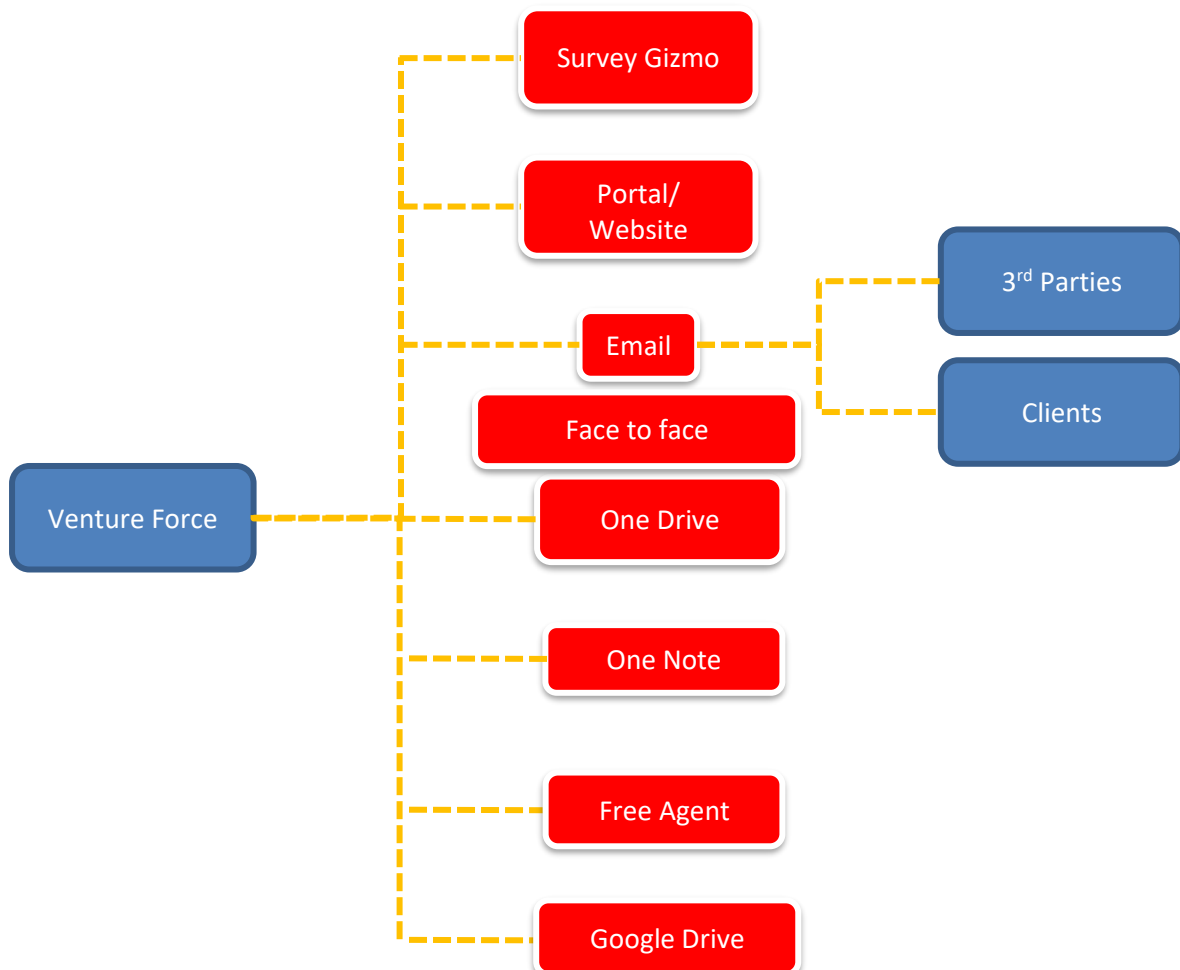 Survey Gizmo
Portal/
Website
3rd Parties
Email
Clients
Face to face
Venture Force
One Drive
One Note
Free Agent
Google Drive